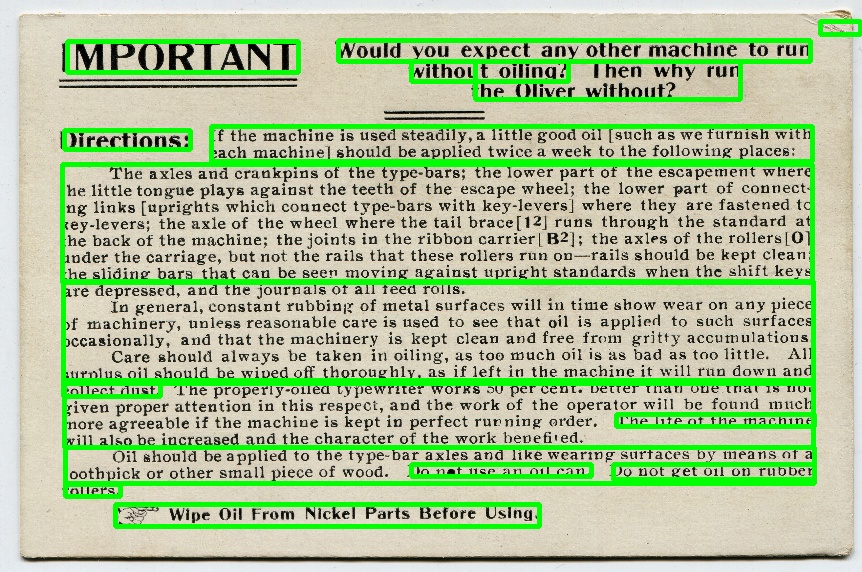 IMPORTANT
Would you expect any other machine to run
without oiling? Then why run
the Oliver without?
Directions: If the machine is used steadily, a little good oil [such as we furnish with
each machine] should be applied twice a week to the following places:
The axles and crankpins of the type-bars; the lower part of the escapement where
the little tongue plays against the teeth of the escape wheel; the lower part of connect-
ing links [uprights which connect type-bars with key-levers] where they are fastened to
key-levers; the axle of the wheel where the tail brace[12] runs through the standard at
the back of the machine; the joints in the ribbon carrier[B2]; the axles of the rollers[O]
under the carriage, but not the rails that these rollers run on—rails should be kept clean;
the sliding bars that can be seen moving against upright standards when the shift keys
are depressed, and the journals of all feed rolls.
In general, constant rubbing of metal surfaces will in time show wear on any piece
of machinery, unless reasonable care is used to see that oil is applied to such surfaces
occasionally, and that the machinery is kept clean and free from gritty accumulations.
Care should always be taken in oiling, as too much oil is as bad as too little. All
surplus oil should be wiped off thoroughly, as if left in the machine it will run down and
collect dust. The properly-oiled typewriter works 50 per cent. better than one that is not
given proper attention in this respect, and the work of the operator will be found much
more agreeable if the machine is kept in perfect running order. The life of the machine
will also be increased and the character of the work benefited.
Oil should be applied to the type-bar axles and like wearing surfaces by means of a
toothpick or other small piece of wood. Do not use an oil can. Do not get oil on rubber
rollers.
Wipe Oil From Nickel Parts Before Using.